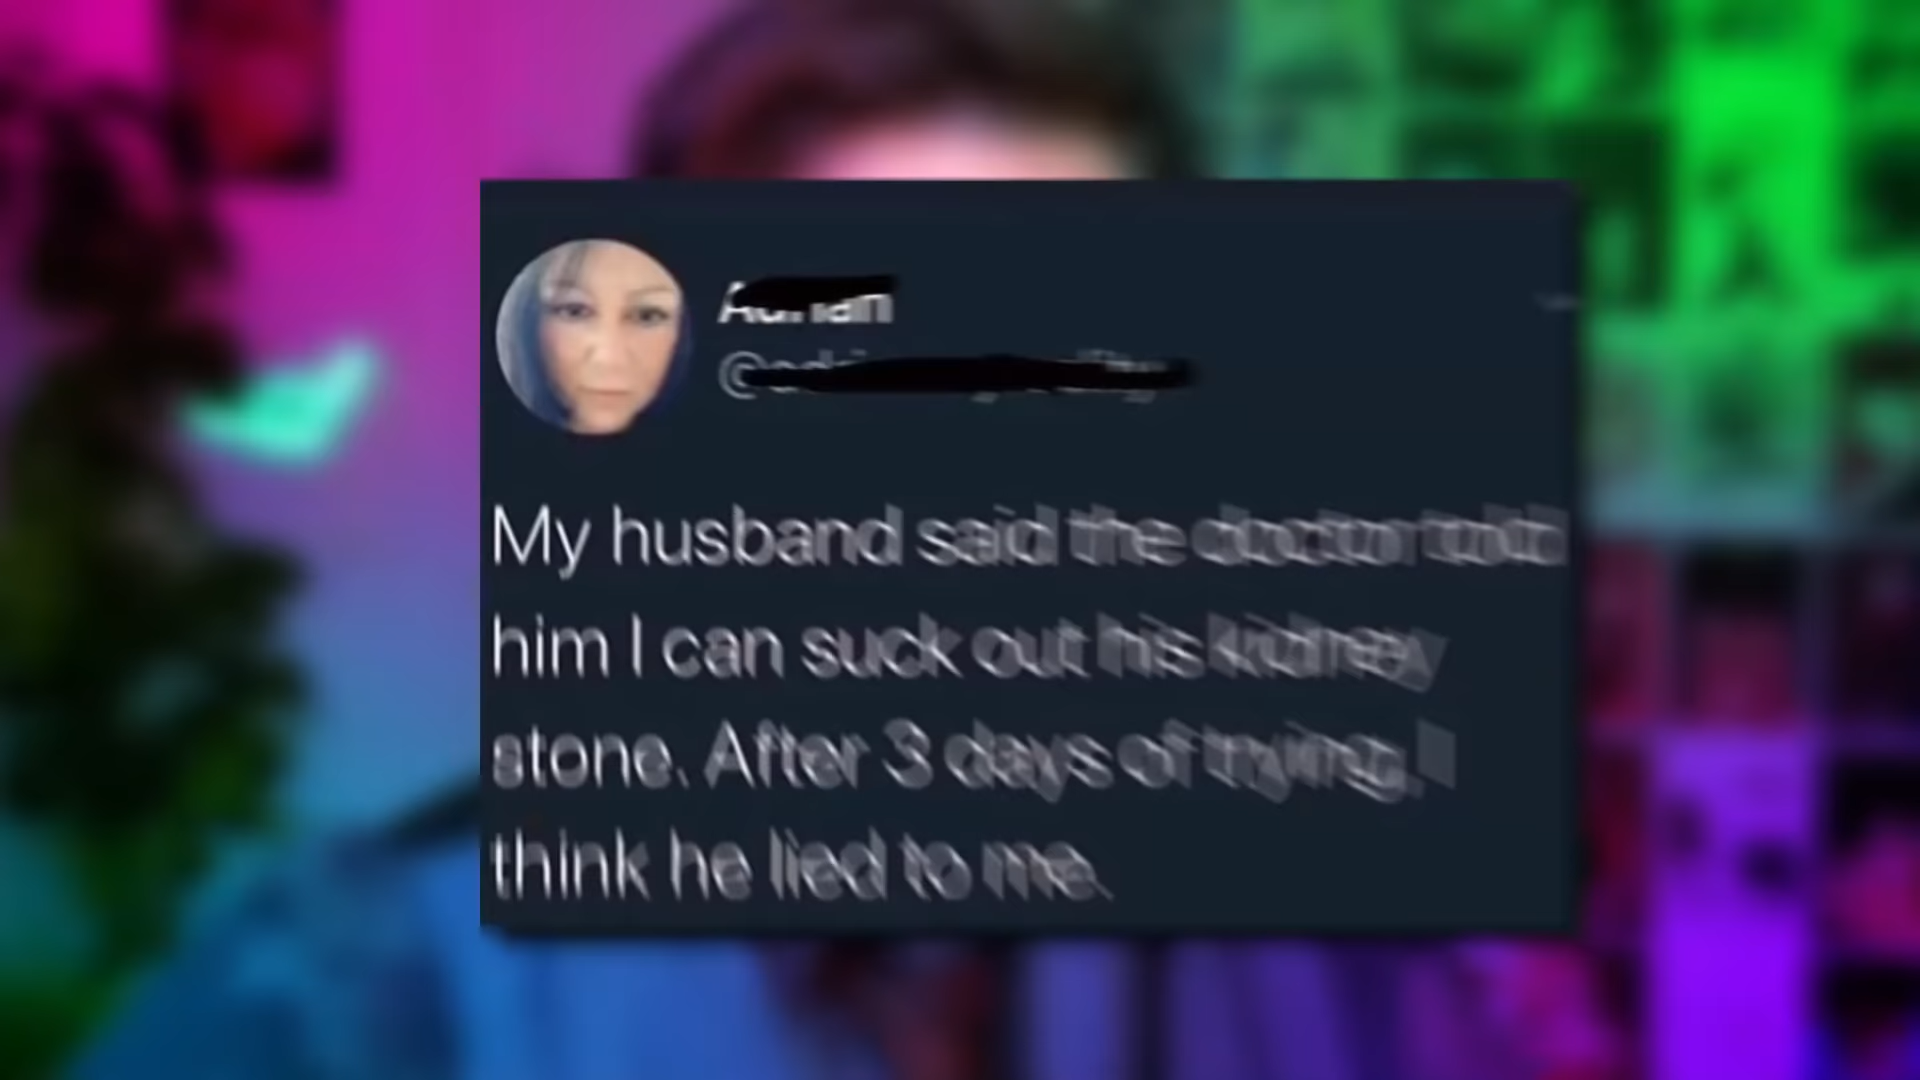 My husband said the doctor told
him I can suck out his kidney
stone. After 3 days of trying, I
think he lied to me.